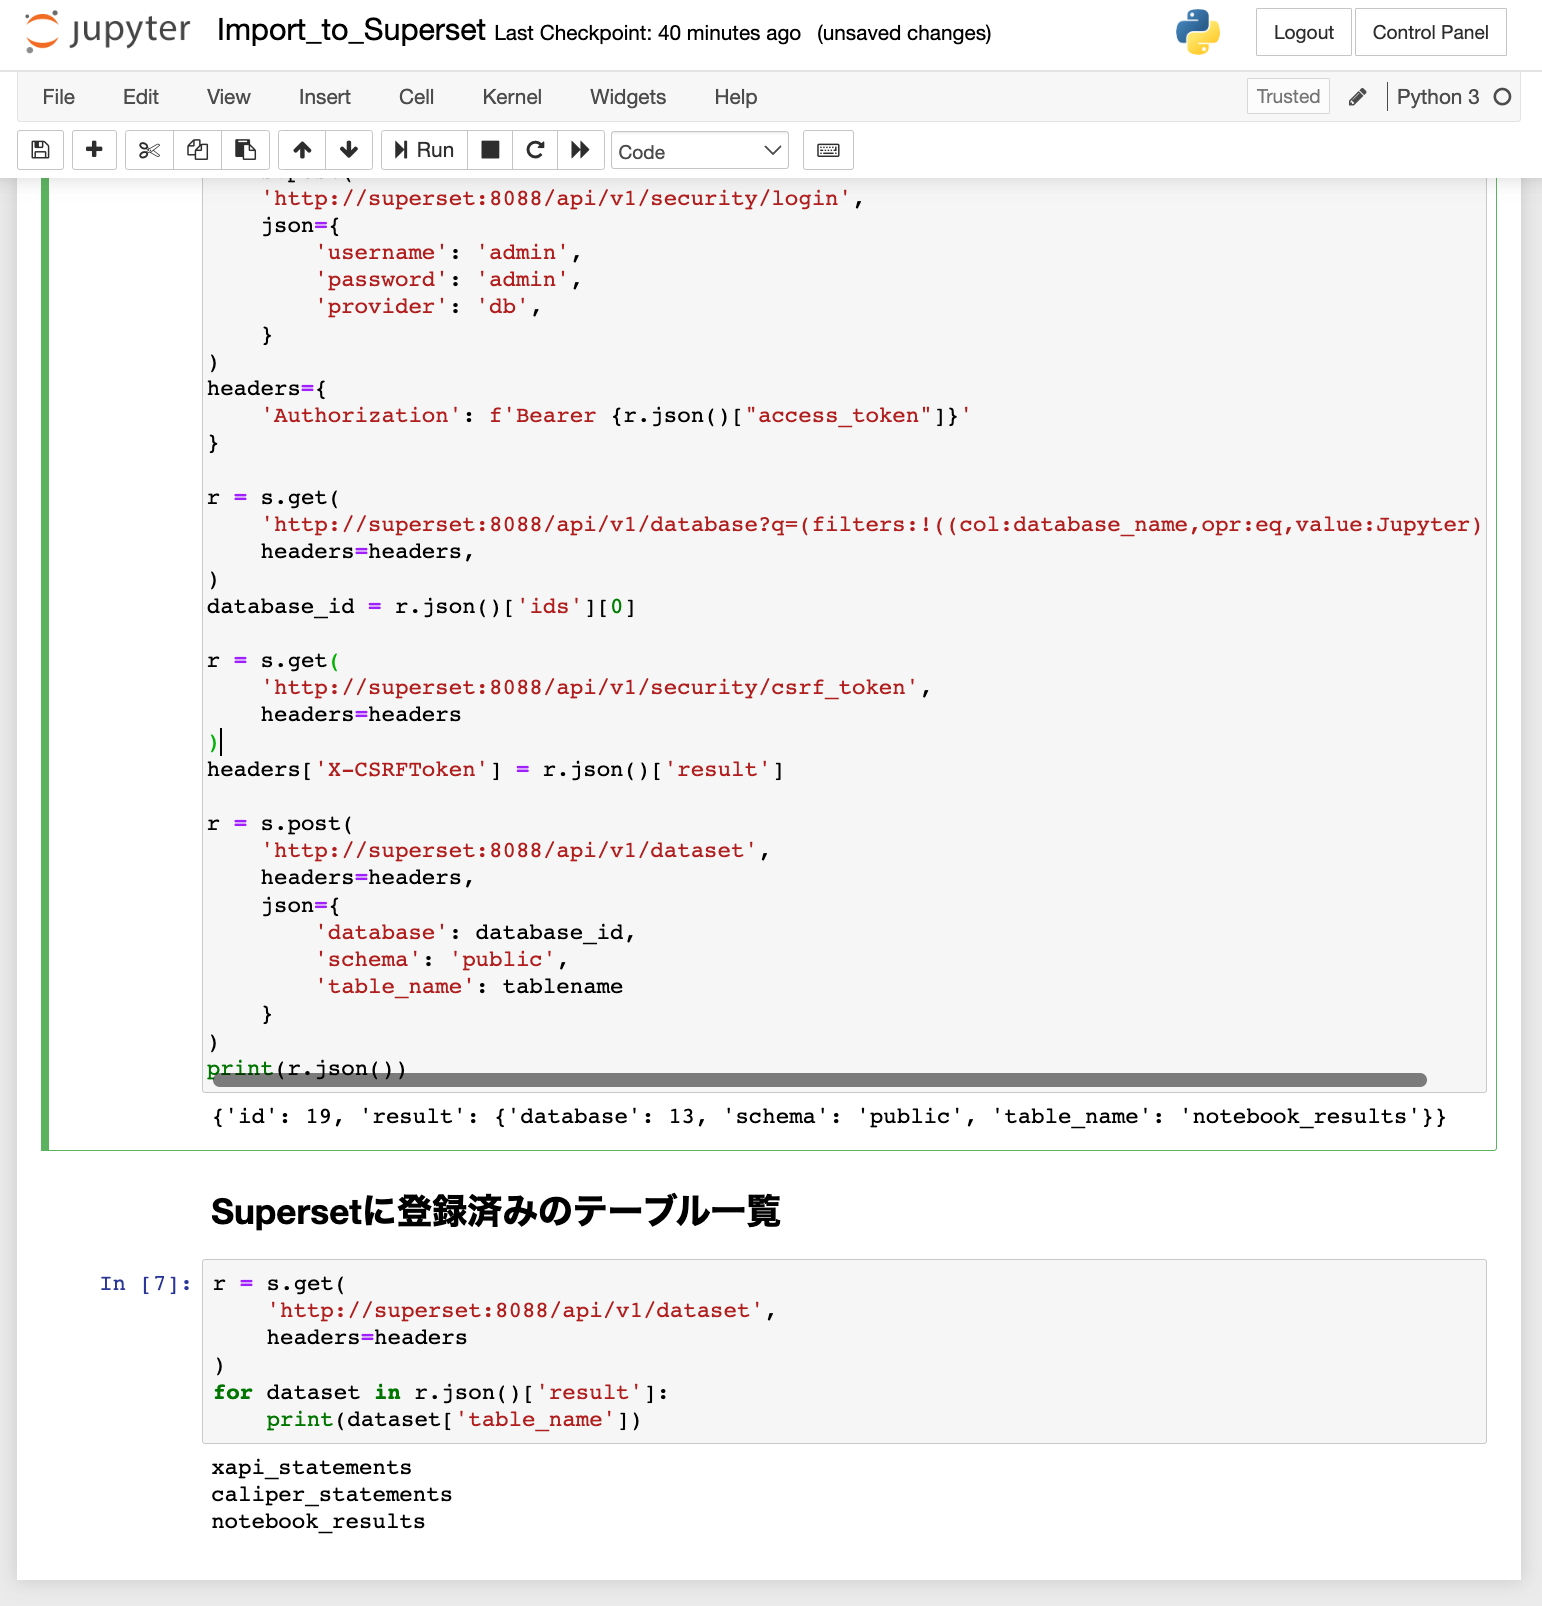 jupyter Import_to_Superset Last Checkpoint: 40 minutes ago (unsaved changes) Logout Control Panel
File Edit View Insert Cell Kernel Widgets Help Trusted Python 3
Run Code
'http://superset:8088/api/v1/security/login',
json={
'username': 'admin',
'password': 'admin',
'provider': 'db',
}
)
headers={
'Authorization': f'Bearer {r.json()["access_token"]}'
}
r = s.get(
'http://superset:8088/api/v1/database?q=(filters:!((col:database_name,opr:eq,value:Jupyter)
headers=headers,
)
database_id = r.json()['ids'][0]
r = s.get(
'http://superset:8088/api/v1/security/csrf_token',
headers=headers
)
headers['X-CSRFToken'] = r.json()['result']
r = s.post(
'http://superset:8088/api/v1/dataset',
headers=headers,
json={
'database': database_id,
'schema': 'public',
'table_name': tablename
}
)
print(r.json())
{'id': 19, 'result': {'database': 13, 'schema': 'public', 'table_name': 'notebook_results'}}
Supersetに登録済みのテーブル一覧
In [7]: r = s.get(
'http://superset:8088/api/v1/dataset',
headers=headers
)
for dataset in r.json()['result']:
print(dataset['table_name'])
xapi_statements
caliper_statements
notebook_results